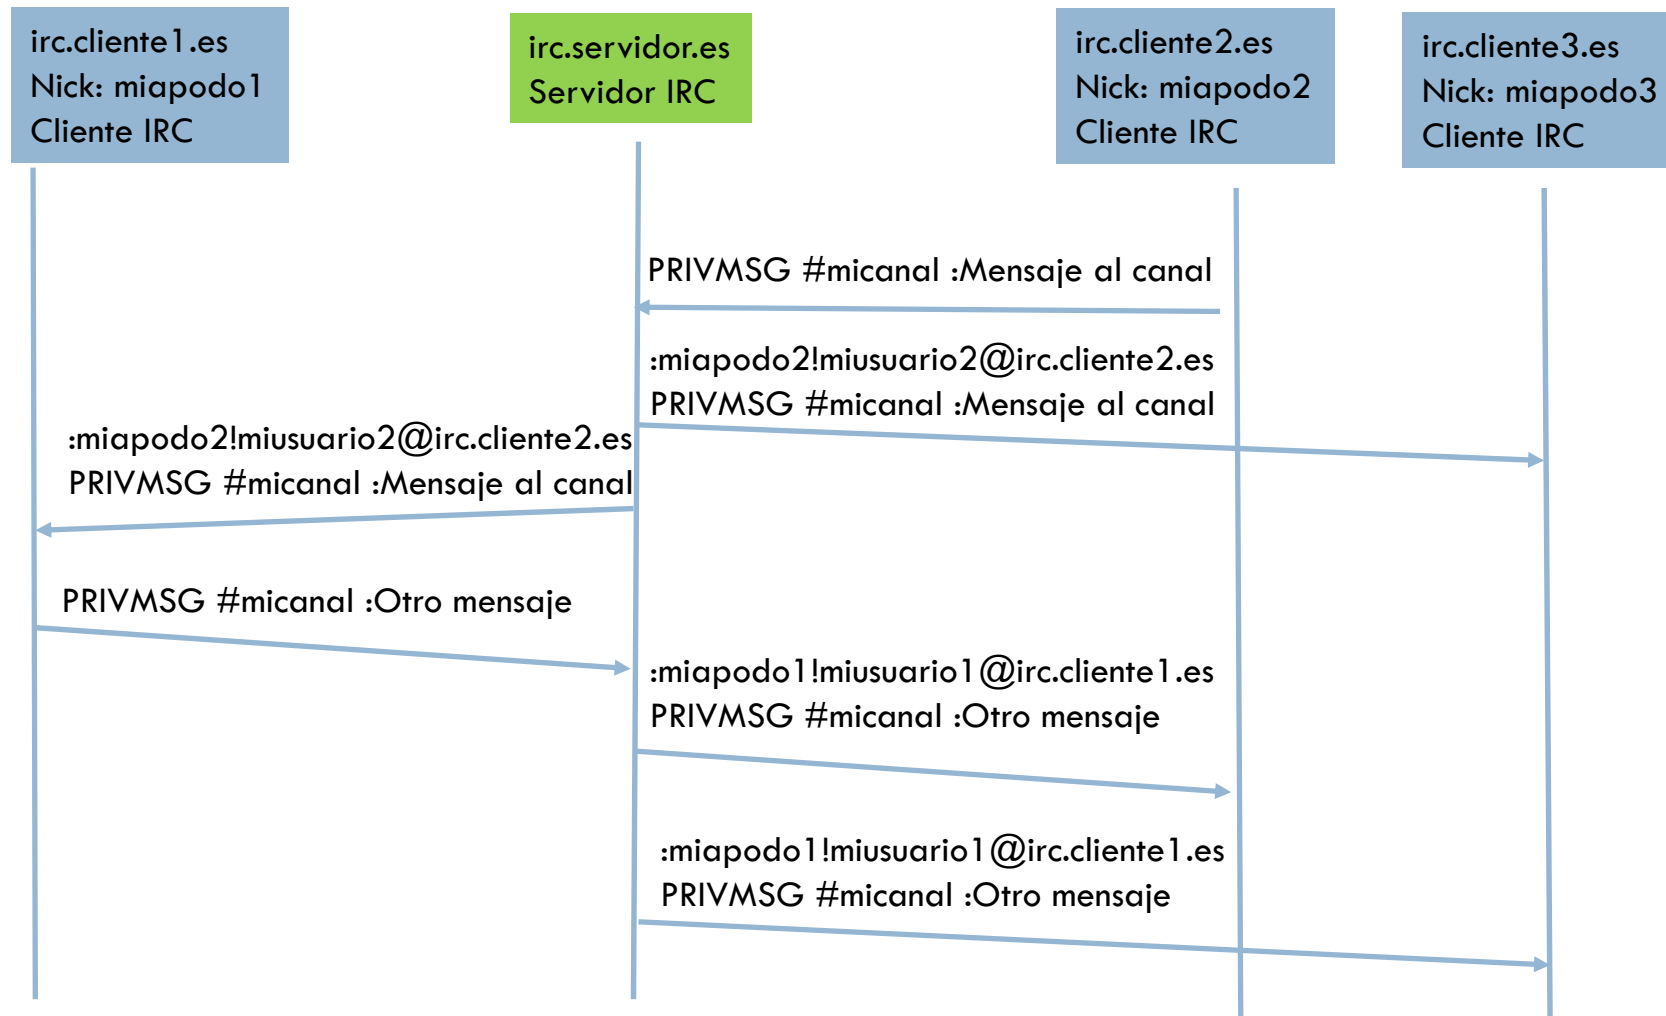 irc.cliente1.es
Nick: miapodo1
Cliente IRC
irc.servidor.es
Servidor IRC
irc.cliente2.es
Nick: miapodo2
Cliente IRC
irc.cliente3.es
Nick: miapodo3
Cliente IRC
PRIVMSG #micanal :Mensaje al canal
:miapodo2!miusuario2@irc.cliente2.es
PRIVMSG #micanal :Mensaje al canal
:miapodo2!miusuario2@irc.cliente2.es
PRIVMSG #micanal :Mensaje al canal
PRIVMSG #micanal :Otro mensaje
:miapodo1!miusuario1@irc.cliente1.es
PRIVMSG #micanal :Otro mensaje
:miapodo1!miusuario1@irc.cliente1.es
PRIVMSG #micanal :Otro mensaje